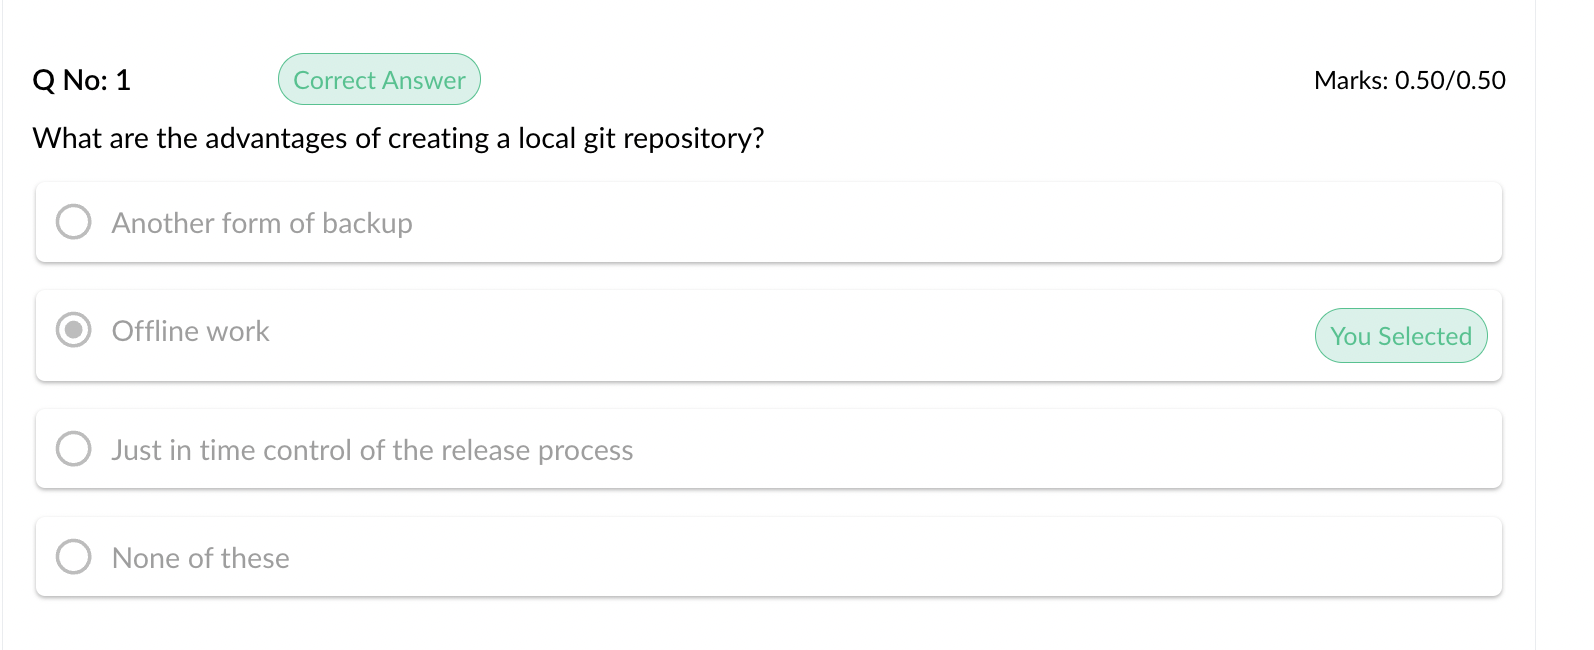 Q No: 1
Correct Answer
Marks: 0.50/0.50
What are the advantages of creating a local git repository?
Another form of backup
Offline work
You Selected
Just in time control of the release process
None of these